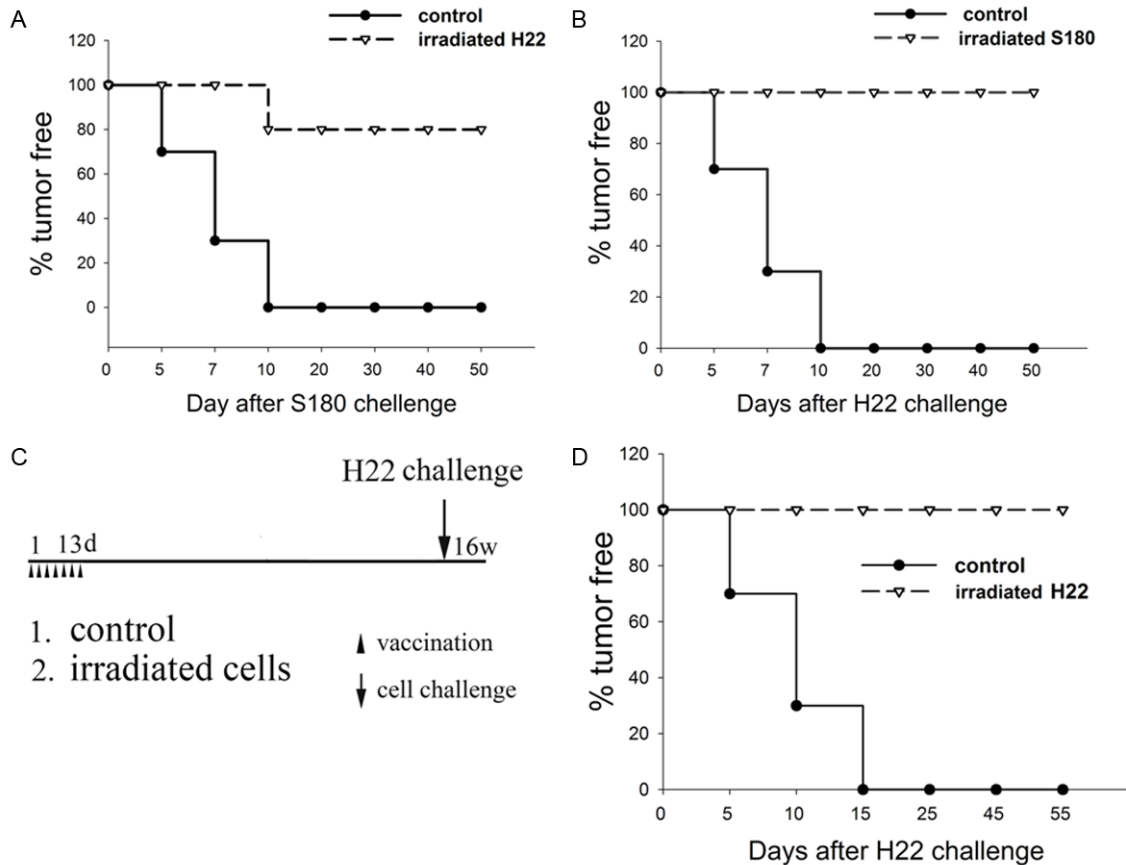 A
control
irradiated H22
120
100
80
60
40
20
0
% tumor free
0 5 7 10 20 30 40 50
Day after S180 chellenge
B
control
irradiated S180
120
100
80
60
40
20
0
% tumor free
0 5 7 10 20 30 40 50
Days after H22 challenge
C
H22 challenge
1 13d 16w
1. control
2. irradiated cells
vaccination
cell challenge
D
120
100
80
60
40
20
0
% tumor free
control
irradiated H22
0 5 10 15 25 45 55
Days after H22 challenge